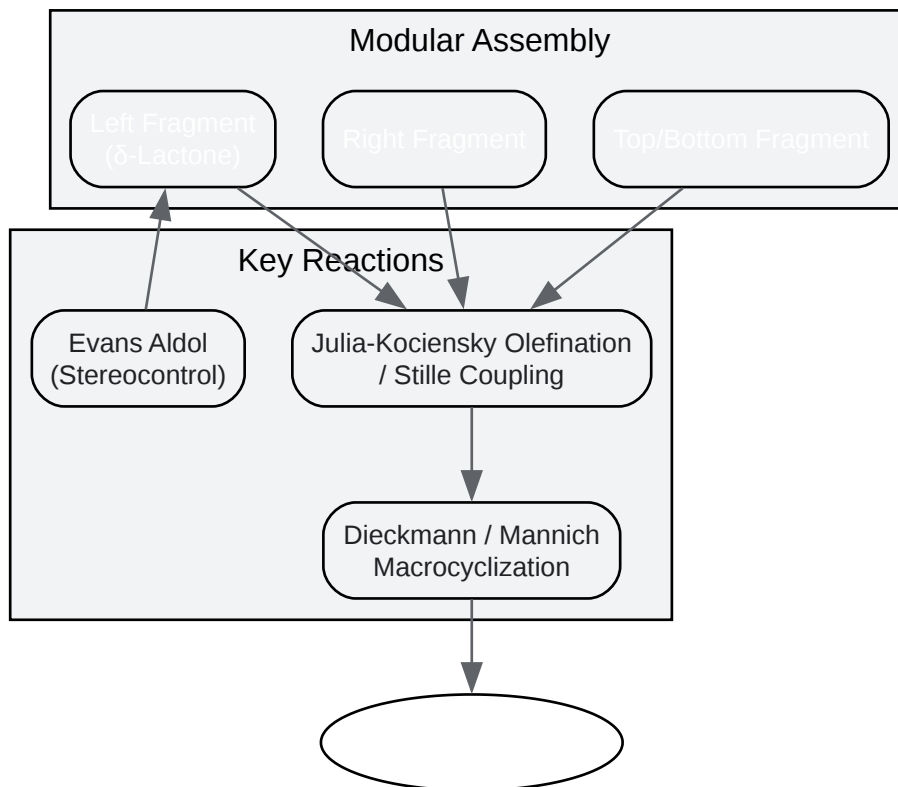 Modular Assembly
Left Fragment
(δ-Lactone)
Right Fragment
Top/Bottom Fragment
Key Reactions
Evans Aldol
(Stereocontrol)
Julia-Kociensky Olefination
/ Stille Coupling
Dieckmann / Mannich
Macrocyclization